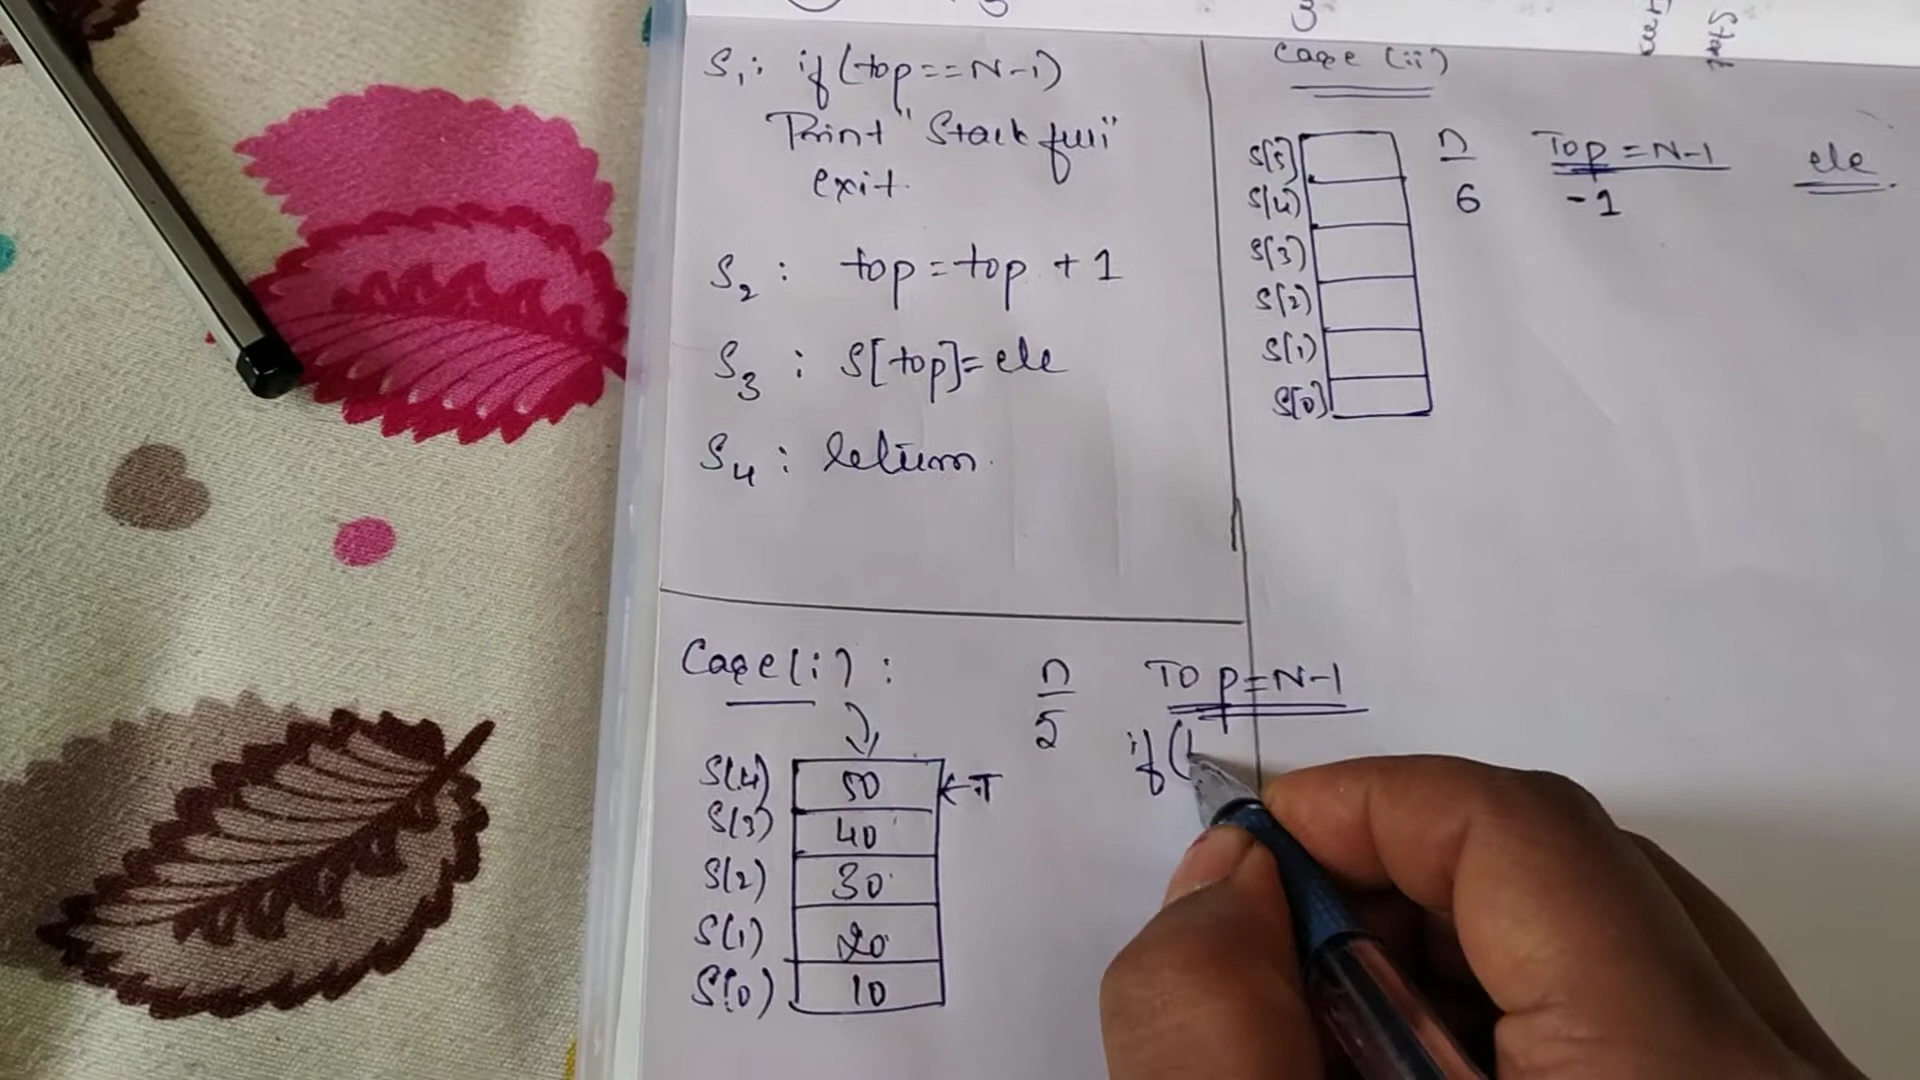 S1: if (top==N-1)
Print "Stack full"
exit.
S2: top=top +1
S3: S[top]=ele
S4: return.
Case (i):
n
5
Top=N-1
if (t
S(4) 50 ←T
S(3) 40
S(2) 30
S(1) 20
S(0) 10
Case (ii)
n Top=N-1 ele
6 -1
S[5]
S(4)
S(3)
S(2)
S(1)
S[0]